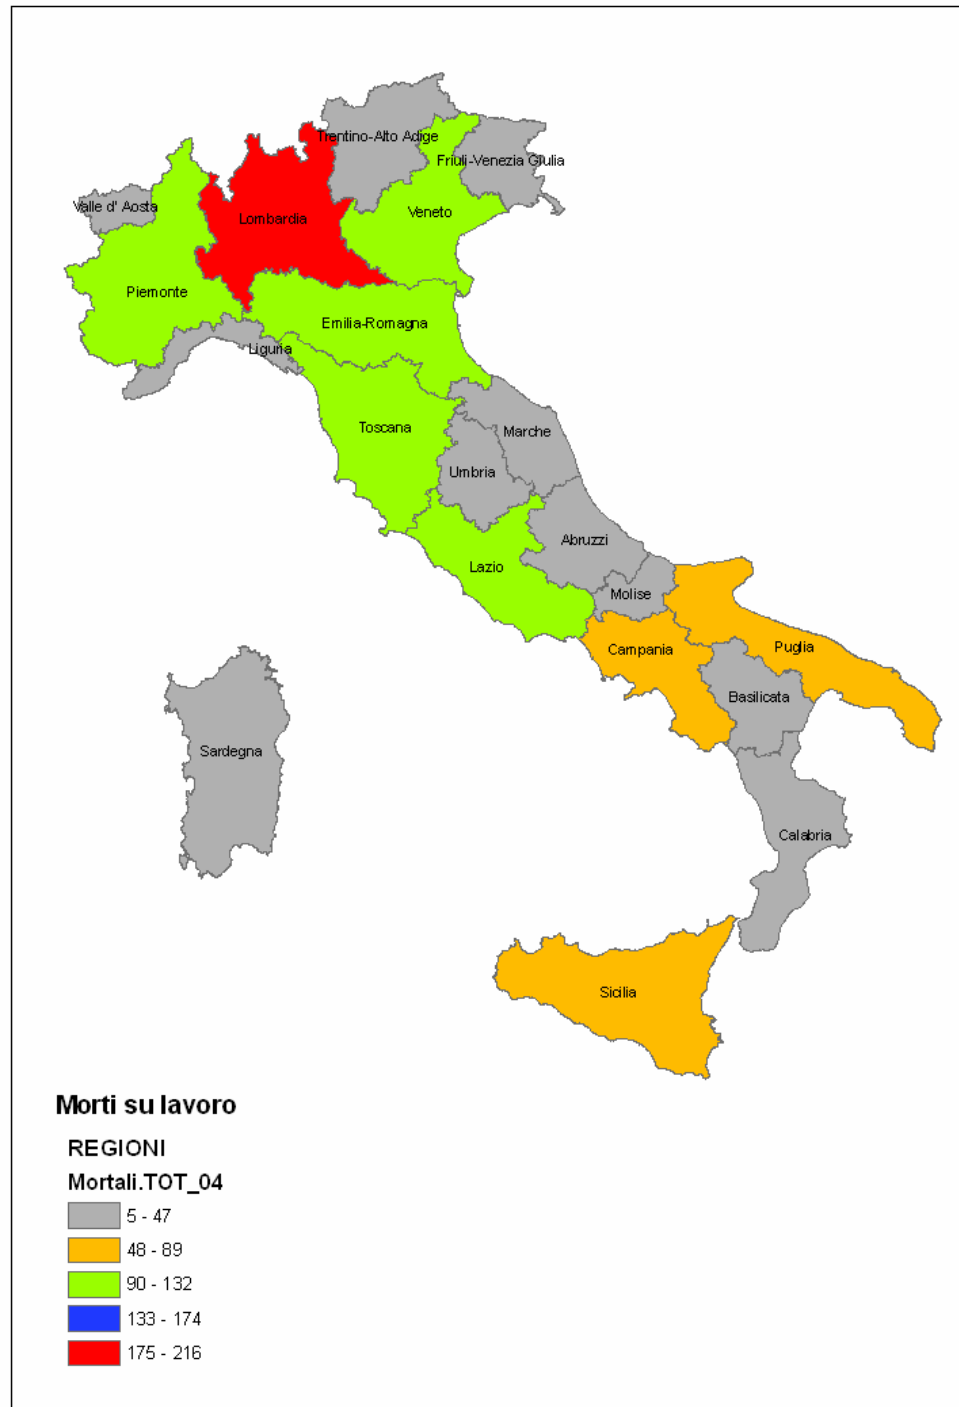 Trentino-Alto Adige
Friuli-Venezia Giulia
Valle d' Aosta
Lombardia
Veneto
Piemonte
Emilia-Romagna
Liguria
Toscana
Marche
Umbria
Abruzzi
Lazio
Molise
Campania
Puglia
Basilicata
Sardegna
Calabria
Sicilia
Morti su lavoro
REGIONI
Mortali.TOT_04
5 - 47
48 - 89
90 - 132
133 - 174
175 - 216